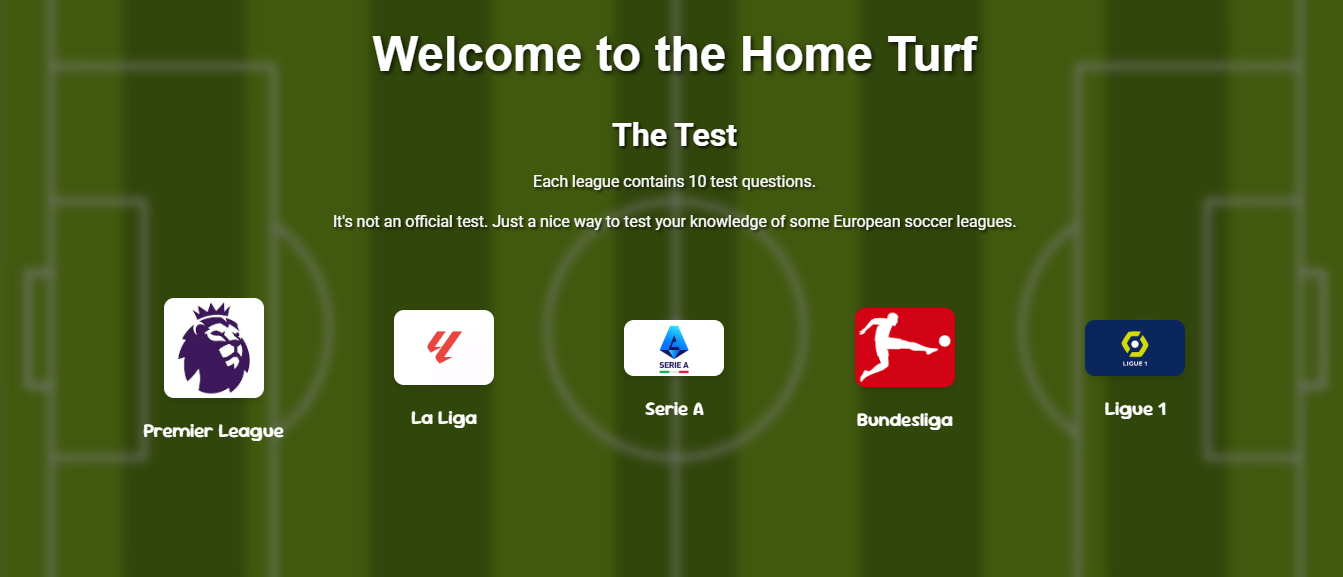 Welcome to the Home Turf
The Test
Each league contains 10 test questions.
It's not an official test. Just a nice way to test your knowledge of some European soccer leagues.
SERIE A
LIGUE 1
Premier League
La Liga
Serie A
Bundesliga
Ligue 1